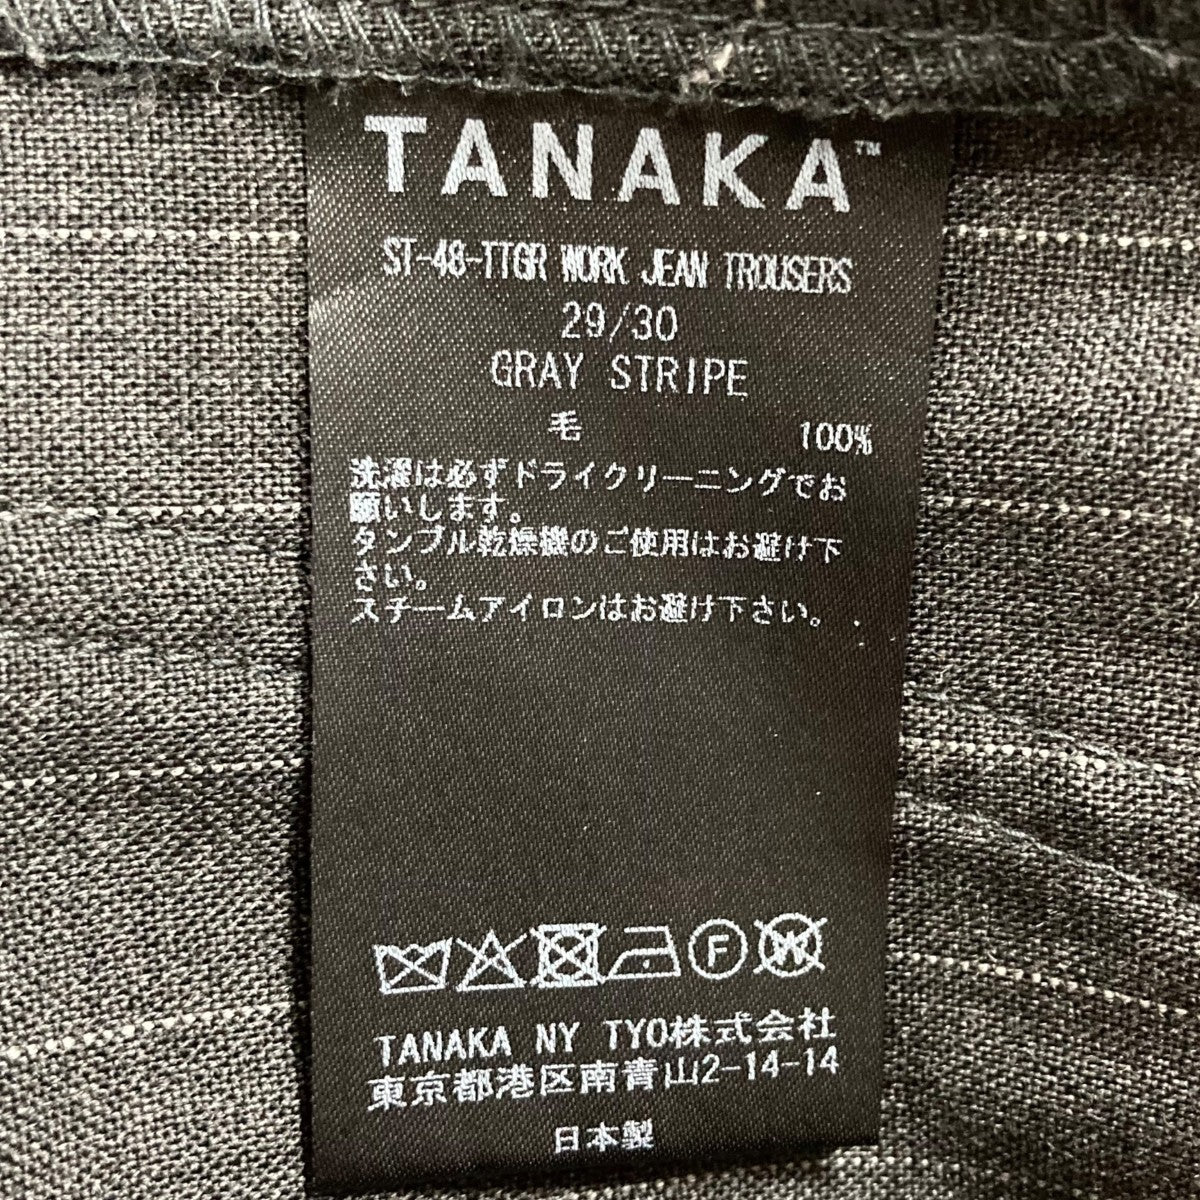 TANAKA™
ST-48-TTGR WORK JEAN TROUSERS
29/30
GRAY STRIPE
毛 100%
洗濯は必ずドライクリーニングでお
願いします。
タンブル乾燥機のご使用はお避け下
さい。
スチームアイロンはお避け下さい。
F W
TANAKA NY TYO株式会社
東京都港区南青山2-14-14
日本製